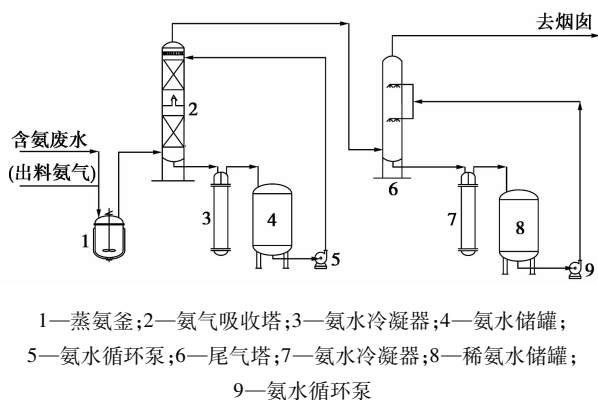 去烟囱
含氨废水
(出料氨气)
1
2
3
4
5
6
7
8
9
1—蒸氨釜;2—氨气吸收塔;3—氨水冷凝器;4—氨水储罐;
5—氨水循环泵;6—尾气塔;7—氨水冷凝器;8—稀氨水储罐;
9—氨水循环泵